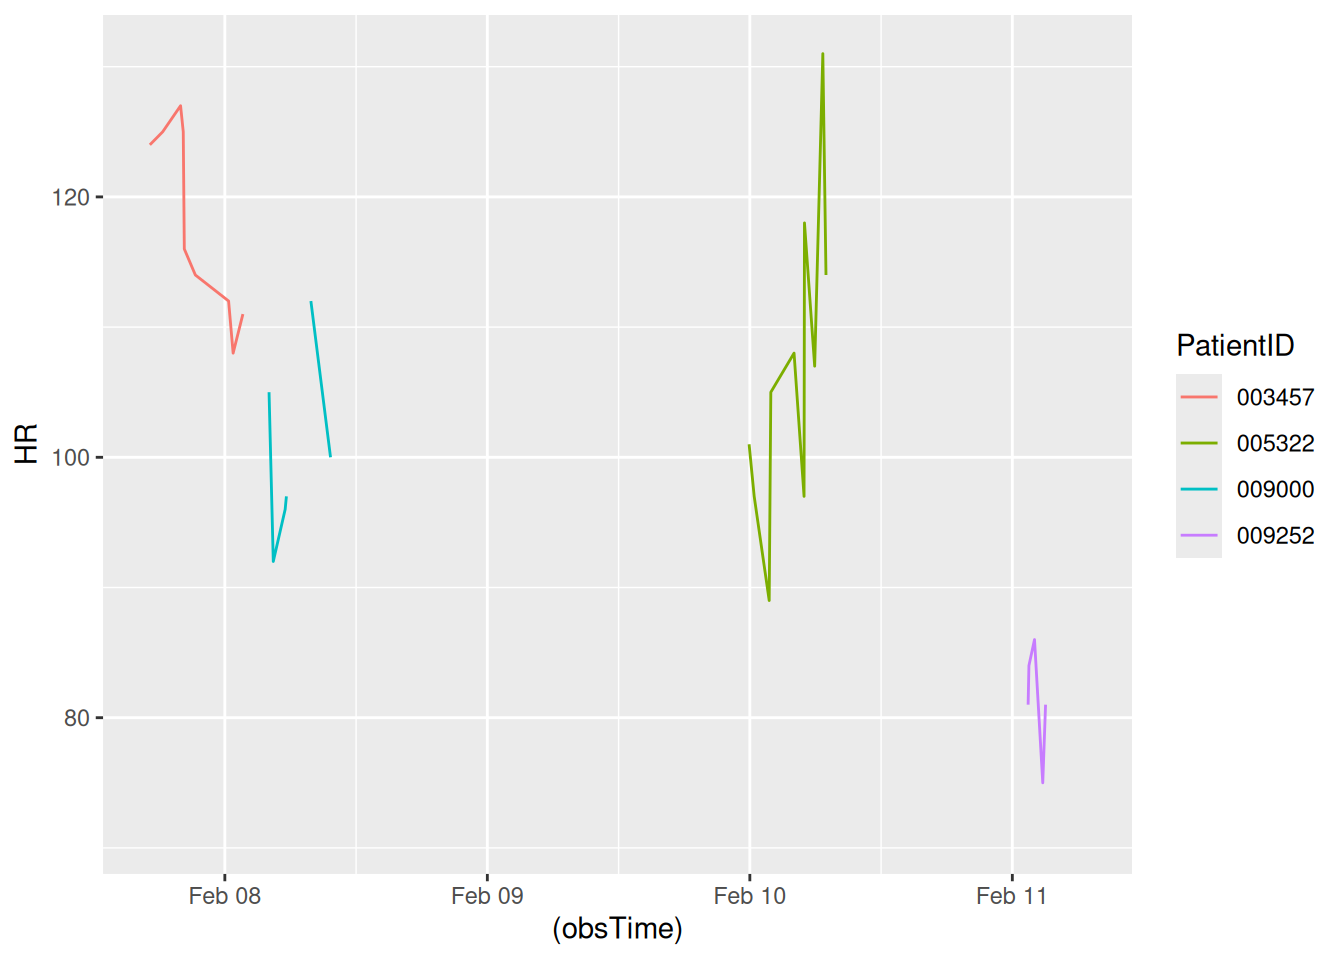 HR
120
100
80
Feb 08
Feb 09
Feb 10
Feb 11
(obsTime)
PatientID
003457
005322
009000
009252